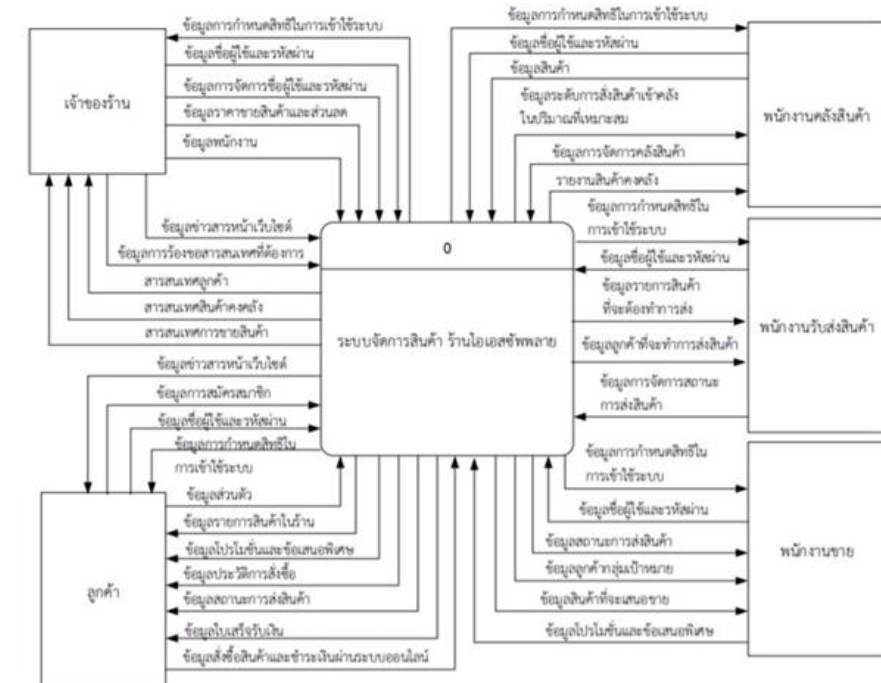 ข้อมูลการกำหนดสิทธิในการเข้าใช้ระบบ
ข้อมูลชื่อผู้ใช้และรหัสผ่าน
ข้อมูลการจัดการชื่อผู้ใช้และรหัสผ่าน
ข้อมูลราคาขายสินค้าและส่วนลด
ข้อมูลพนักงาน
เจ้าของร้าน
ข้อมูลข่าวสารหน้าเว็บไซต์
ข้อมูลการร้องขอสารสนเทศที่ต้องการ
สารสนเทศลูกค้า
สารสนเทศสินค้าคงคลัง
สารสนเทศการขายสินค้า
ข้อมูลการกำหนดสิทธิในการเข้าใช้ระบบ
ข้อมูลชื่อผู้ใช้และรหัสผ่าน
ข้อมูลสินค้า
ข้อมูลระดับการสั่งสินค้าเข้าคลัง
ในปริมาณที่เหมาะสม
ข้อมูลการจัดการคลังสินค้า
รายงานสินค้าคงคลัง
พนักงานคลังสินค้า
0
ระบบจัดการสินค้า ร้านไอเอสซัพพลาย
ข้อมูลการกำหนดสิทธิใน
การเข้าใช้ระบบ
ข้อมูลชื่อผู้ใช้และรหัสผ่าน
ข้อมูลรายการสินค้า
ที่จะต้องทำการส่ง
ข้อมูลลูกค้าที่จะทำการส่งสินค้า
ข้อมูลการจัดการสถานะ
การส่งสินค้า
พนักงานรับส่งสินค้า
ข้อมูลข่าวสารหน้าเว็บไซต์
ข้อมูลการสมัครสมาชิก
ข้อมูลชื่อผู้ใช้และรหัสผ่าน
ข้อมูลการกำหนดสิทธิใน
การเข้าใช้ระบบ
ข้อมูลส่วนตัว
ข้อมูลรายการสินค้าในร้าน
ข้อมูลโปรโมชั่นและข้อเสนอพิเศษ
ข้อมูลประวัติการสั่งซื้อ
ข้อมูลสถานะการส่งสินค้า
ข้อมูลใบเสร็จรับเงิน
ข้อมูลสั่งซื้อสินค้าและชำระเงินผ่านระบบออนไลน์
ลูกค้า
ข้อมูลการกำหนดสิทธิใน
การเข้าใช้ระบบ
ข้อมูลชื่อผู้ใช้และรหัสผ่าน
ข้อมูลสถานะการส่งสินค้า
ข้อมูลลูกค้ากลุ่มเป้าหมาย
ข้อมูลสินค้าที่จะเสนอขาย
ข้อมูลโปรโมชั่นและข้อเสนอพิเศษ
พนักงานขาย